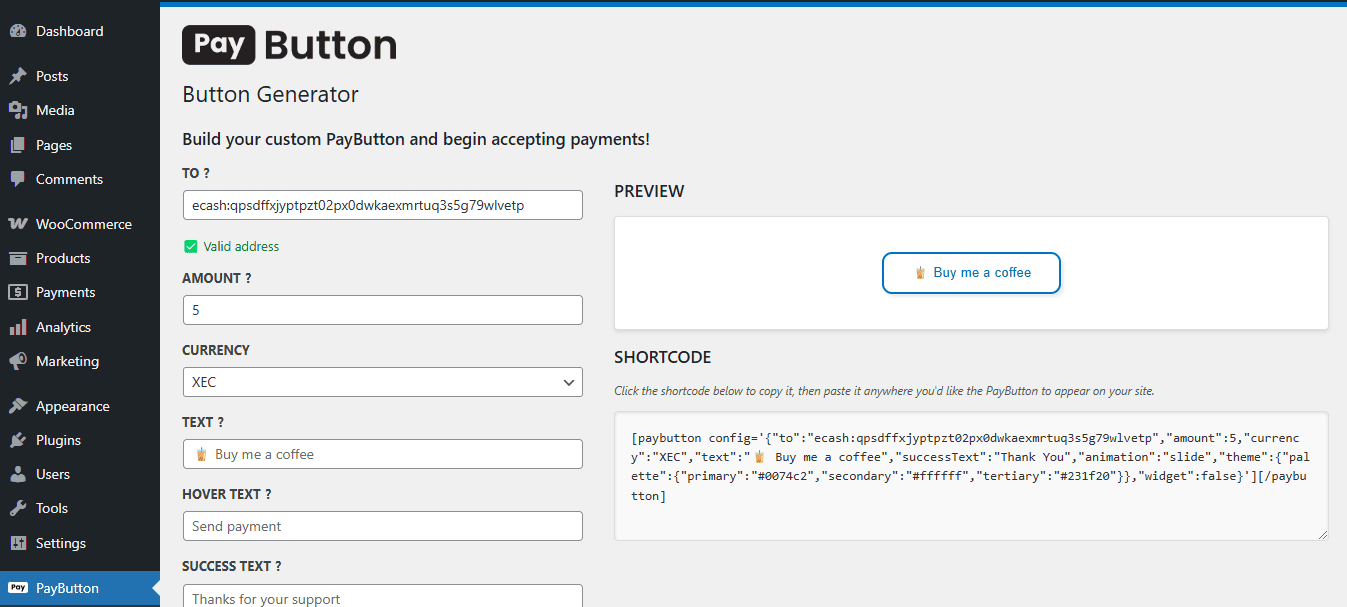 Dashboard
Posts
Media
Pages
Comments
WooCommerce
Products
Payments
Analytics
Marketing
Appearance
Plugins
Users
Tools
Settings
Pay PayButton
Pay Button
Button Generator
Build your custom PayButton and begin accepting payments!
TO ?
ecash:qpsdffxjyptpzt02px0dwkaexmrtuq3s5g79wlvetp
Valid address
AMOUNT ?
5
CURRENCY
XEC
TEXT ?
🧋 Buy me a coffee
HOVER TEXT ?
Send payment
SUCCESS TEXT ?
Thanks for your support
PREVIEW
🧋 Buy me a coffee
SHORTCODE
Click the shortcode below to copy it, then paste it anywhere you'd like the PayButton to appear on your site.
[paybutton config='{"to":"ecash:qpsdffxjyptpzt02px0dwkaexmrtuq3s5g79wlvetp","amount":5,"currenc
y":"XEC","text":"🧋 Buy me a coffee","successText":"Thank You","animation":"slide","theme":{"pal
ette":{"primary":"#0074c2","secondary":"#ffffff","tertiary":"#231f20"}},"widget":false}'][/paybu
tton]